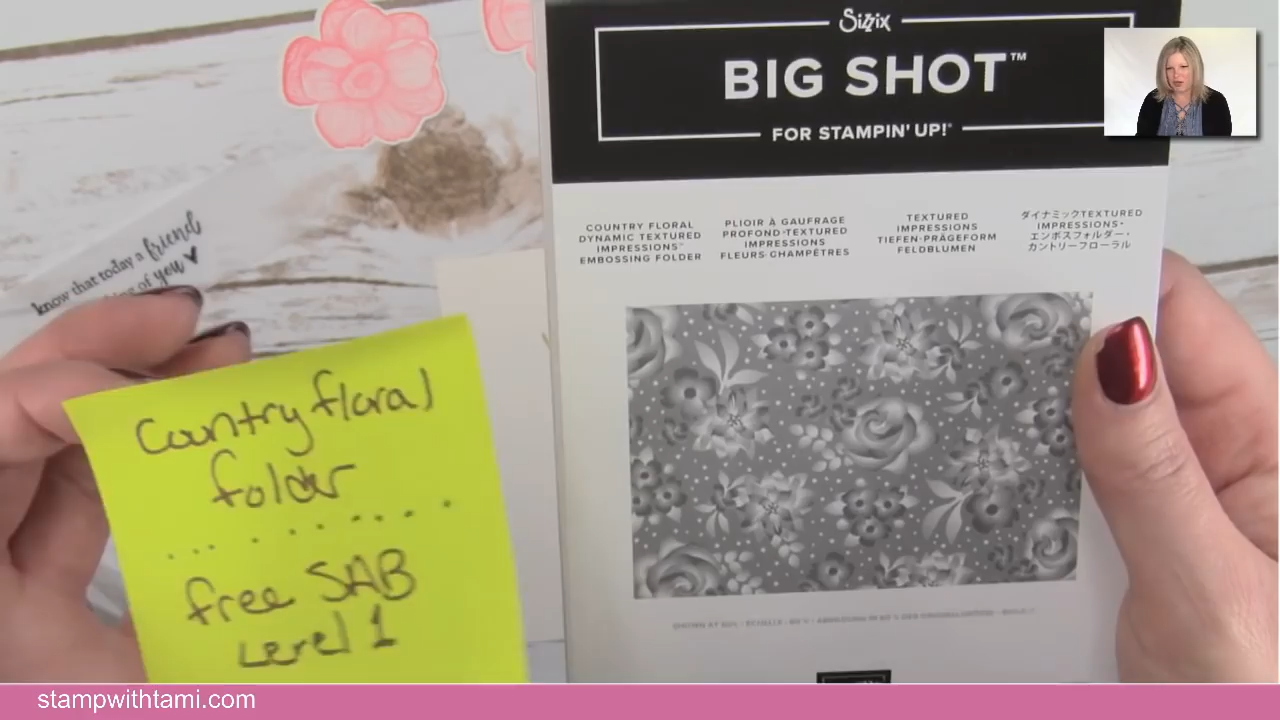 Sizzix
BIG SHOT™
FOR STAMPIN' UP!®
COUNTRY FLORAL
DYNAMIC TEXTURED
IMPRESSIONS™
EMBOSSING FOLDER
PLIOIR À GAUFRAGE
PROFOND•TEXTURED
IMPRESSIONS
FLEURS•CHAMPÊTRES
TEXTURED
IMPRESSIONS
TIEFEN-PRÄGEFORM
FELDBLUMEN
ダイナミックTEXTURED
IMPRESSIONS・
エンボスフォルダー・
カントリーフローラル
know that today a friend
of you
Country floral
folder
free SAB
Level 1
stampwithtami.com